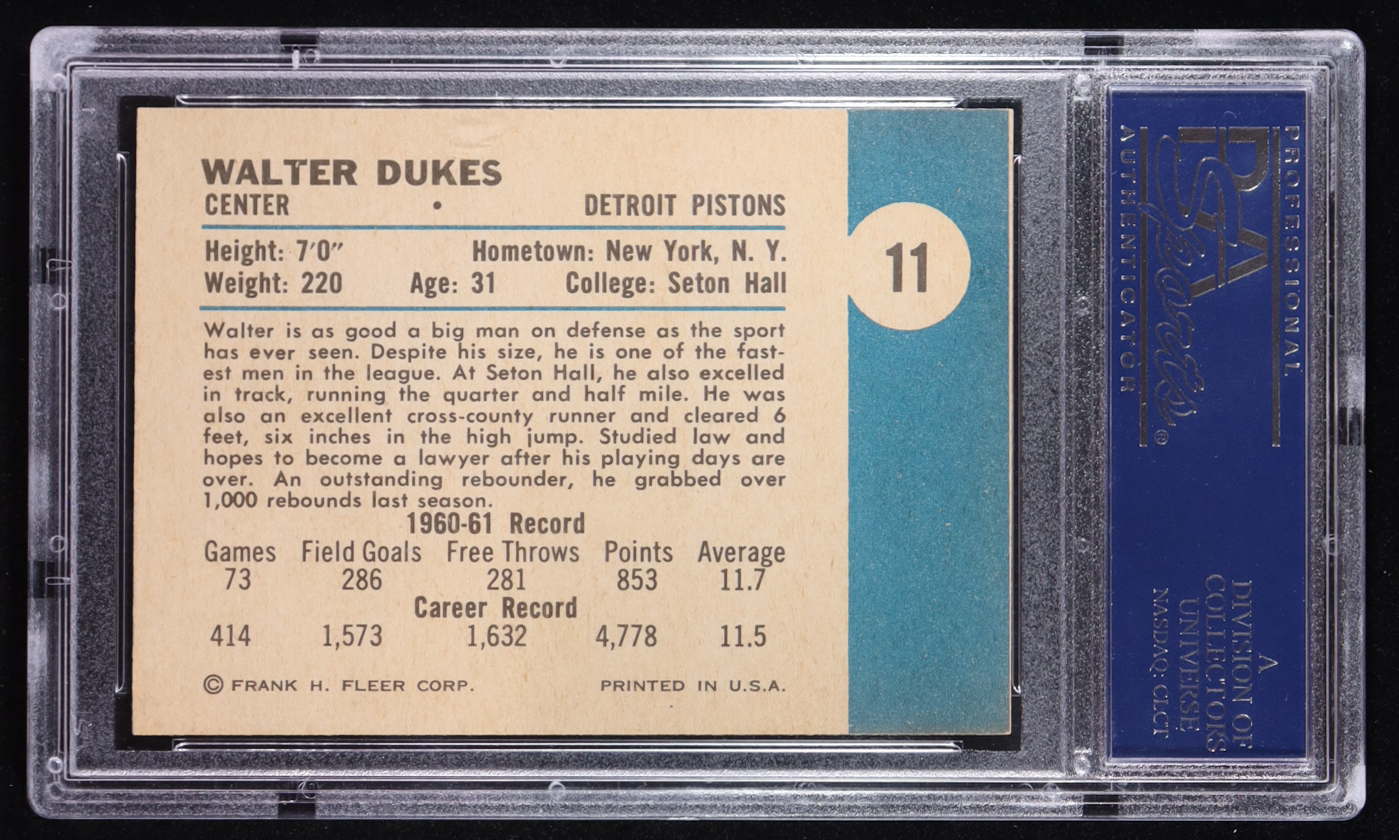 WALTER DUKES
CENTER • DETROIT PISTONS
Height: 7'0" Hometown: New York, N. Y.
Weight: 220 Age: 31 College: Seton Hall
11
Walter is as good a big man on defense as the sport
has ever seen. Despite his size, he is one of the fast-
est men in the league. At Seton Hall, he also excelled
in track, running the quarter and half mile. He was
also an excellent cross-county runner and cleared 6
feet, six inches in the high jump. Studied law and
hopes to become a lawyer after his playing days are
over. An outstanding rebounder, he grabbed over
1,000 rebounds last season.
1960-61 Record
Games Field Goals Free Throws Points Average
73 286 281 853 11.7
Career Record
414 1,573 1,632 4,778 11.5
© FRANK H. FLEER CORP. PRINTED IN U.S.A.
PROFESSIONAL
PSA
Sports
AUTHENTICATOR
®
A
DIVISION OF
COLLECTORS
UNIVERSE
NASDAQ: CLCT